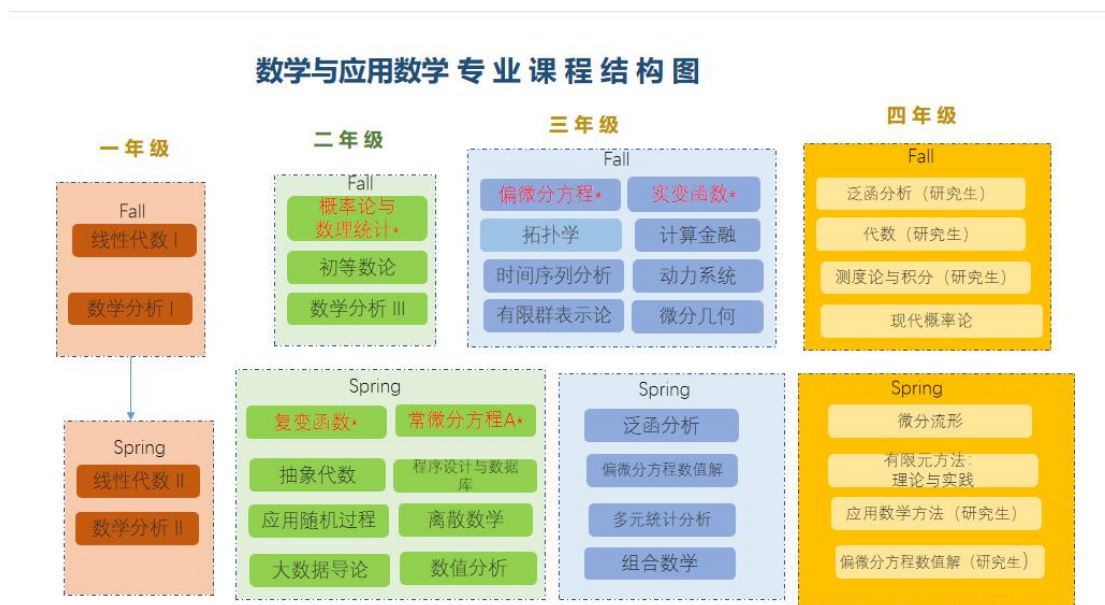 数学与应用数学专业课程结构图
一年级
Fall
线性代数 I
数学分析 I
Spring
线性代数 II
数学分析 II
二年级
Fall
概率论与
数理统计*
初等数论
数学分析 III
Spring
复变函数*
常微分方程A*
抽象代数
程序设计与数据
库
应用随机过程
离散数学
大数据导论
数值分析
三年级
Fall
偏微分方程*
实变函数*
拓扑学
计算金融
时间序列分析
动力系统
有限群表示论
微分几何
Spring
泛函分析
偏微分方程数值解
多元统计分析
组合数学
四年级
Fall
泛函分析（研究生）
代数（研究生）
测度论与积分（研究生）
现代概率论
Spring
微分流形
有限元方法:
理论与实践
应用数学方法（研究生）
偏微分方程数值解（研究生）